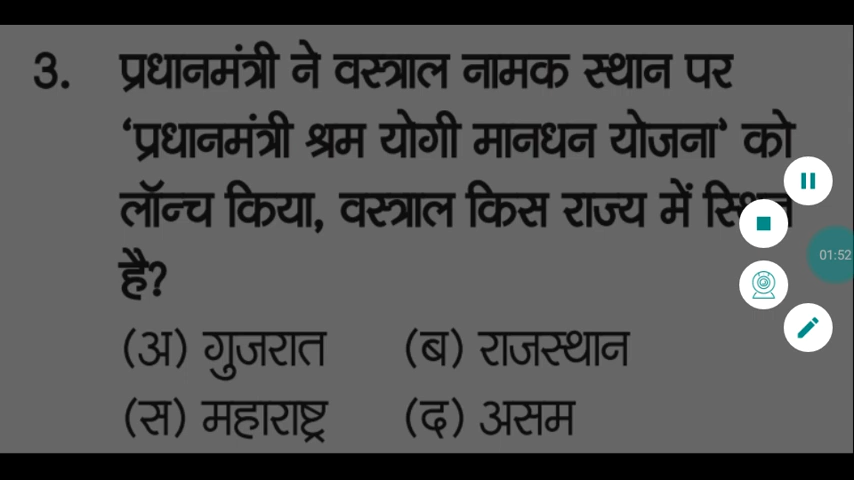 3. प्रधानमंत्री ने वस्त्राल नामक स्थान पर
'प्रधानमंत्री श्रम योगी मानधन योजना' को
लॉन्च किया, वस्त्राल किस राज्य में
है?
(अ) गुजरात (ब) राजस्थान
(स) महाराष्ट्र (द) असम
01:52